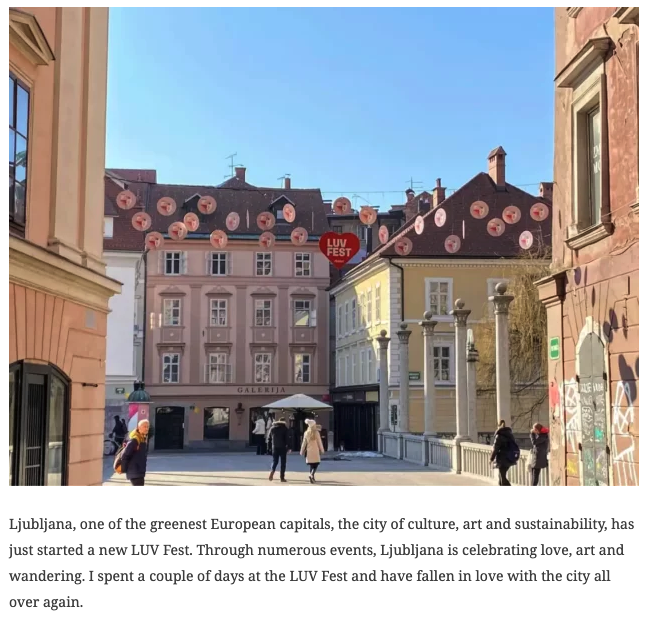 LUV
FEST
GALERIJA
Ljubljana, one of the greenest European capitals, the city of culture, art and sustainability, has
just started a new LUV Fest. Through numerous events, Ljubljana is celebrating love, art and
wandering. I spent a couple of days at the LUV Fest and have fallen in love with the city all
over again.